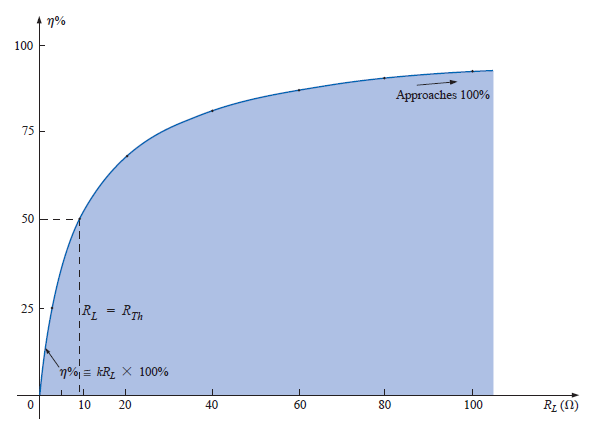 η%
100
75
50
25
Approaches 100%
R_L = R_Th
η% ≡ kR_L × 100%
0 10 20 40 60 80 100 R_L (Ω)